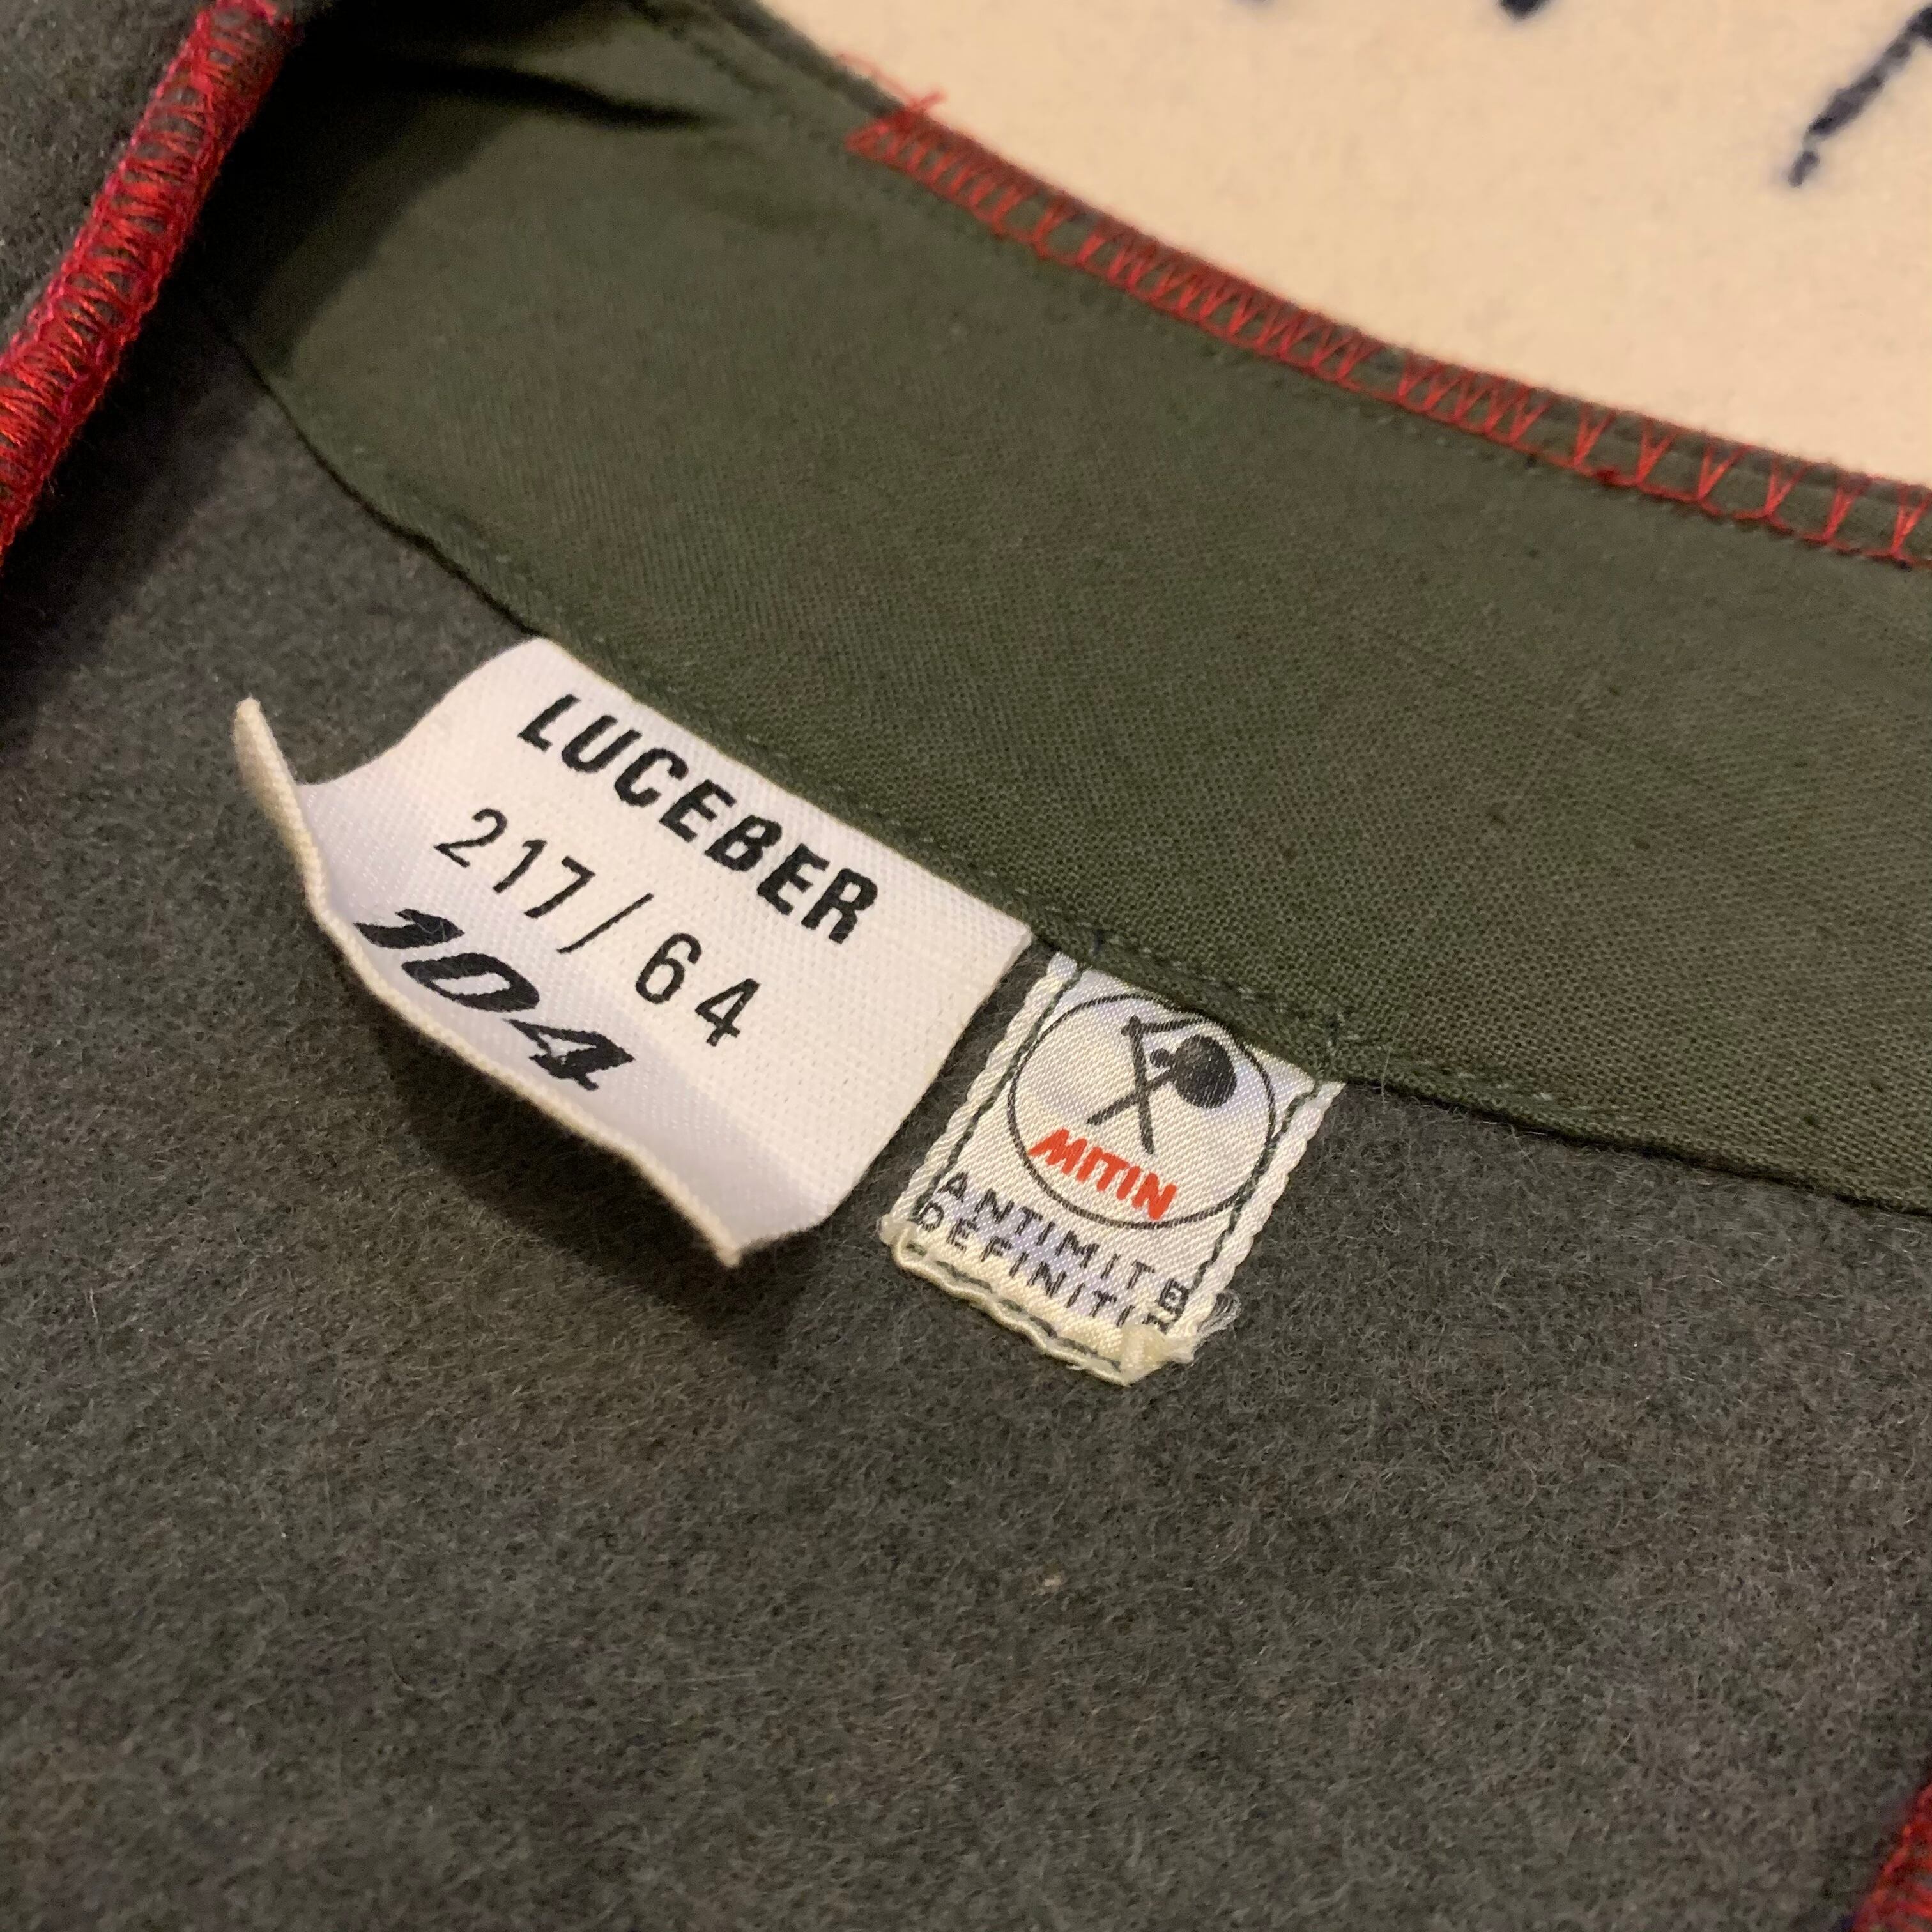 LUCEBER
217/64
104
MITIN
ANTIMITE
DEFINITIF